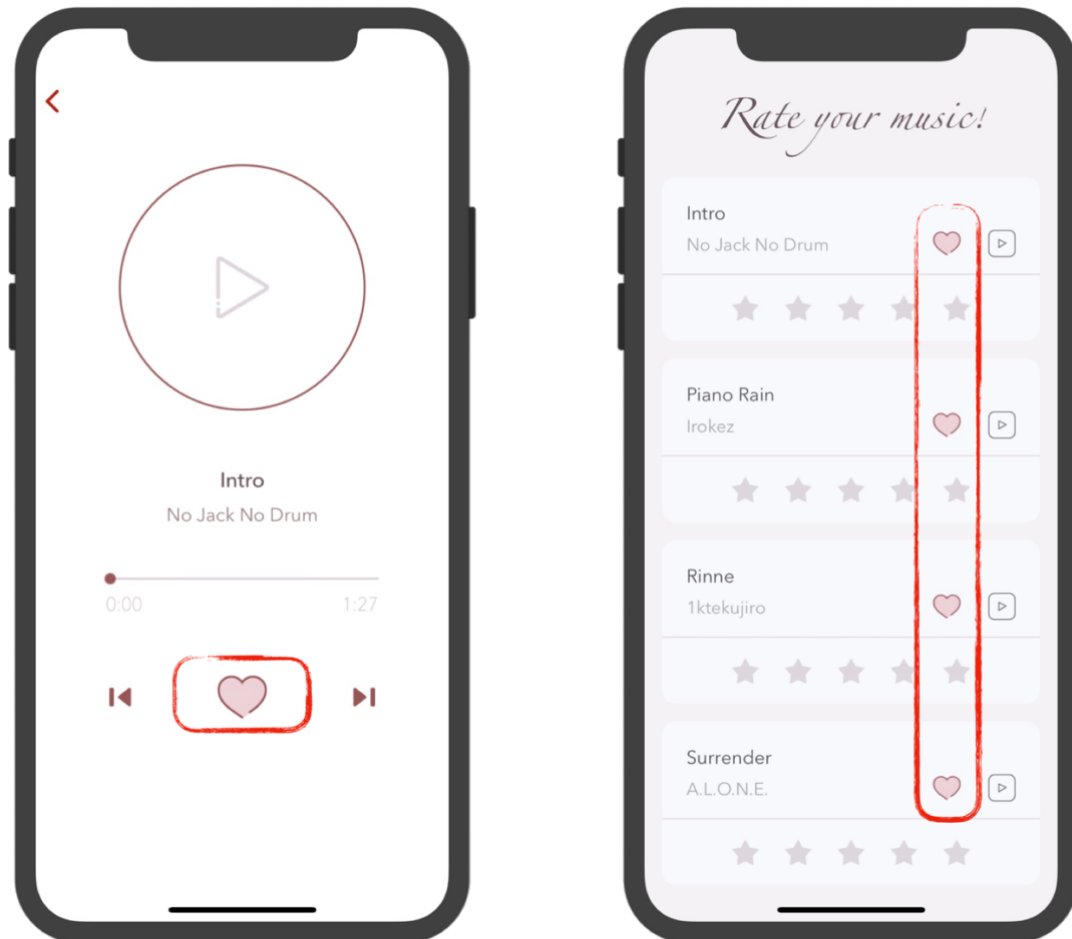 Intro
No Jack No Drum
0:00 1:27
Rate your music!
Intro
No Jack No Drum
Piano Rain
Irokez
Rinne
1ktekujiro
Surrender
A.L.O.N.E.